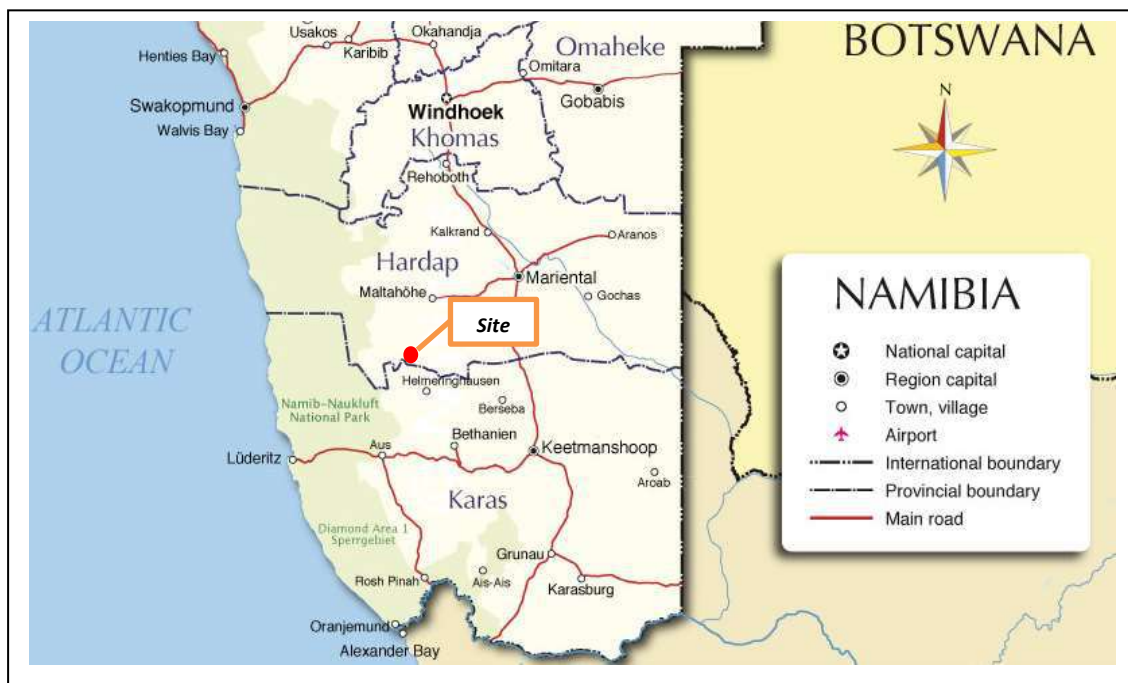 Usakos
Okahandja
BOTSWANA
Henties Bay
Karibib
Omaheke
Omitara
Swakopmund
Gobabis
N
Windhoek
Walvis Bay
Khomas
Rehoboth
Kalkrand
Aranos
Hardap
Mariental
Maltahöhe
Gochas
ATLANTIC
OCEAN
Site
Helmeringhausen
Namib-Naukluft
National Park
Berseba
Bethanien
Aus
Keetmanshoop
Lüderitz
Aroab
Karas
Diamond Area 1
Sperrgebiet
Grunau
Rosh Pinah
Ais-Ais
Karasburg
Oranjemund
Alexander Bay
NAMIBIA
National capital
Region capital
Town, village
Airport
International boundary
Provincial boundary
Main road